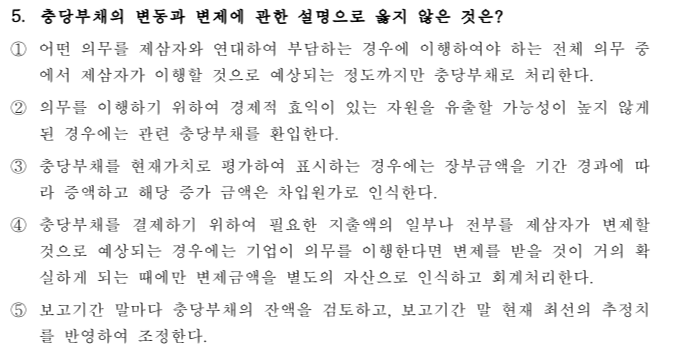 5. 충당부채의 변동과 변제에 관한 설명으로 옳지 않은 것은?
① 어떤 의무를 제삼자와 연대하여 부담하는 경우에 이행하여야 하는 전체 의무 중
에서 제삼자가 이행할 것으로 예상되는 정도까지만 충당부채로 처리한다.
② 의무를 이행하기 위하여 경제적 효익이 있는 자원을 유출할 가능성이 높지 않게
된 경우에는 관련 충당부채를 환입한다.
③ 충당부채를 현재가치로 평가하여 표시하는 경우에는 장부금액을 기간 경과에 따
라 증액하고 해당 증가 금액은 차입원가로 인식한다.
④ 충당부채를 결제하기 위하여 필요한 지출액의 일부나 전부를 제삼자가 변제할
것으로 예상되는 경우에는 기업이 의무를 이행한다면 변제를 받을 것이 거의 확
실하게 되는 때에만 변제금액을 별도의 자산으로 인식하고 회계처리한다.
⑤ 보고기간 말마다 충당부채의 잔액을 검토하고, 보고기간 말 현재 최선의 추정치
를 반영하여 조정한다.